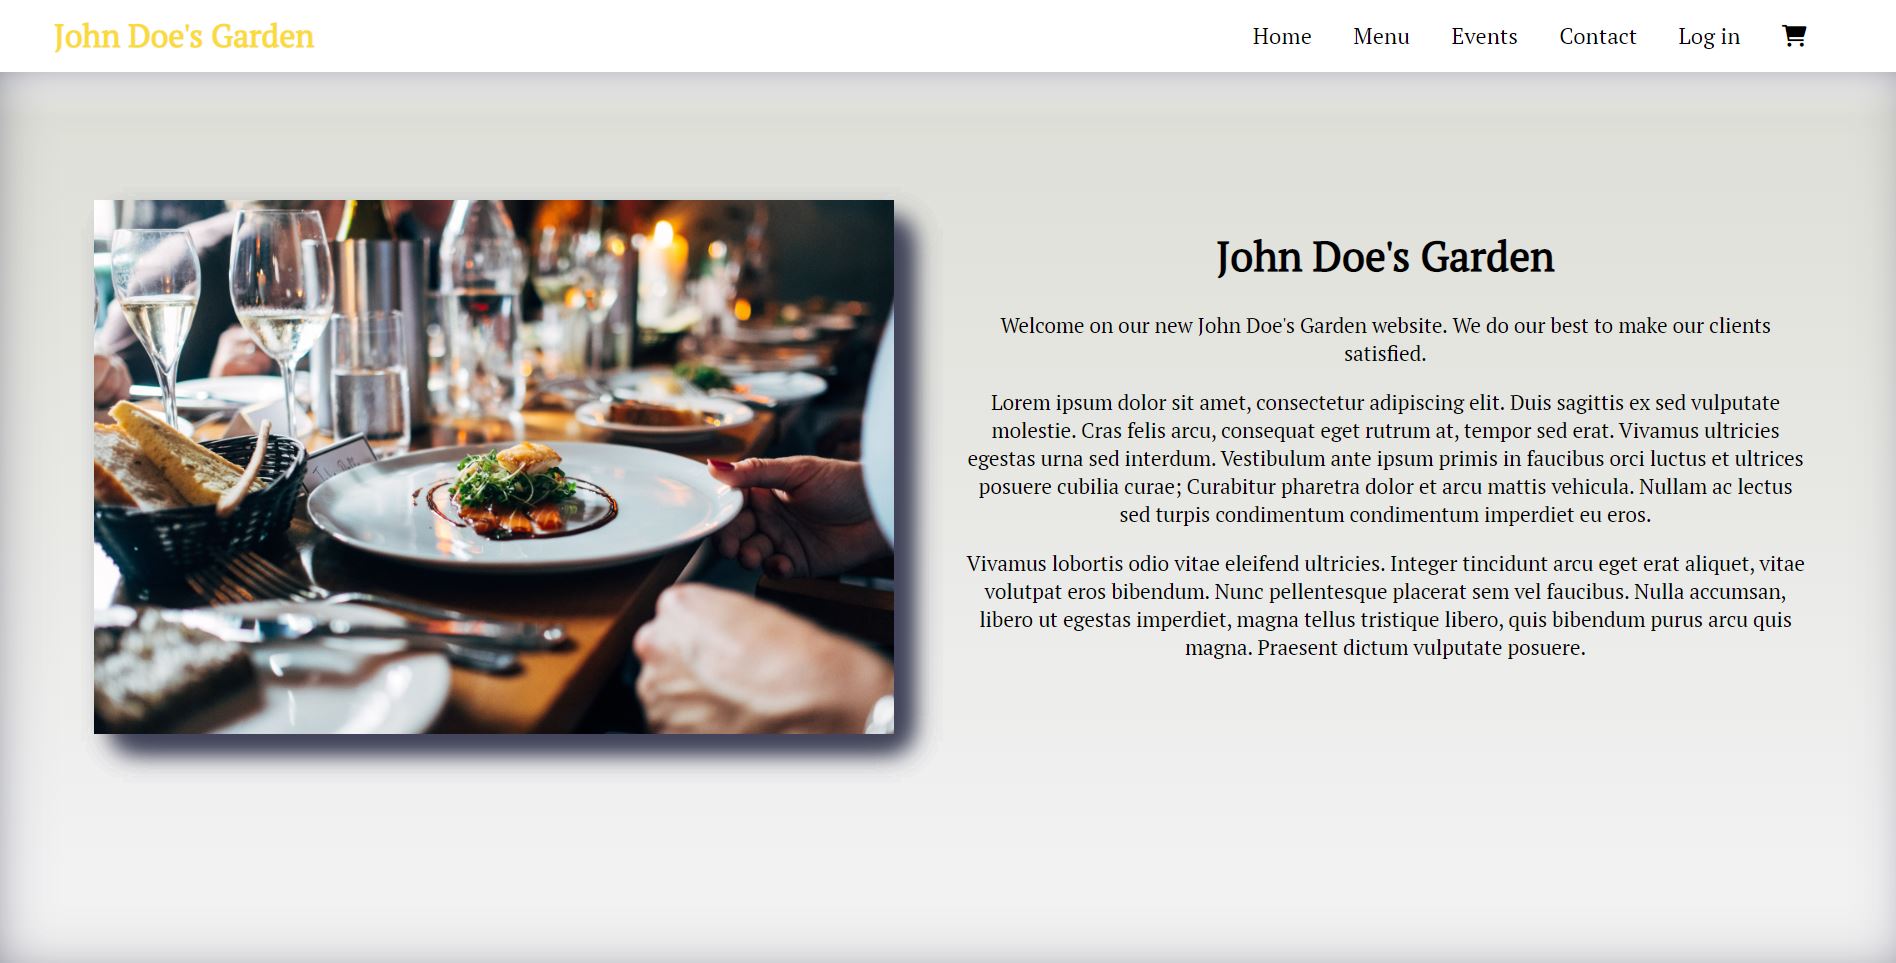 John Doe's Garden
Home Menu Events Contact Log in
John Doe's Garden
Welcome on our new John Doe's Garden website. We do our best to make our clients
satisfied.
Lorem ipsum dolor sit amet, consectetur adipiscing elit. Duis sagittis ex sed vulputate
molestie. Cras felis arcu, consequat eget rutrum at, tempor sed erat. Vivamus ultricies
egestas urna sed interdum. Vestibulum ante ipsum primis in faucibus orci luctus et ultrices
posuere cubilia curae; Curabitur pharetra dolor et arcu mattis vehicula. Nullam ac lectus
sed turpis condimentum condimentum imperdiet eu eros.
Vivamus lobortis odio vitae eleifend ultricies. Integer tincidunt arcu eget erat aliquet, vitae
volutpat eros bibendum. Nunc pellentesque placerat sem vel faucibus. Nulla accumsan,
libero ut egestas imperdiet, magna tellus tristique libero, quis bibendum purus arcu quis
magna. Praesent dictum vulputate posuere.